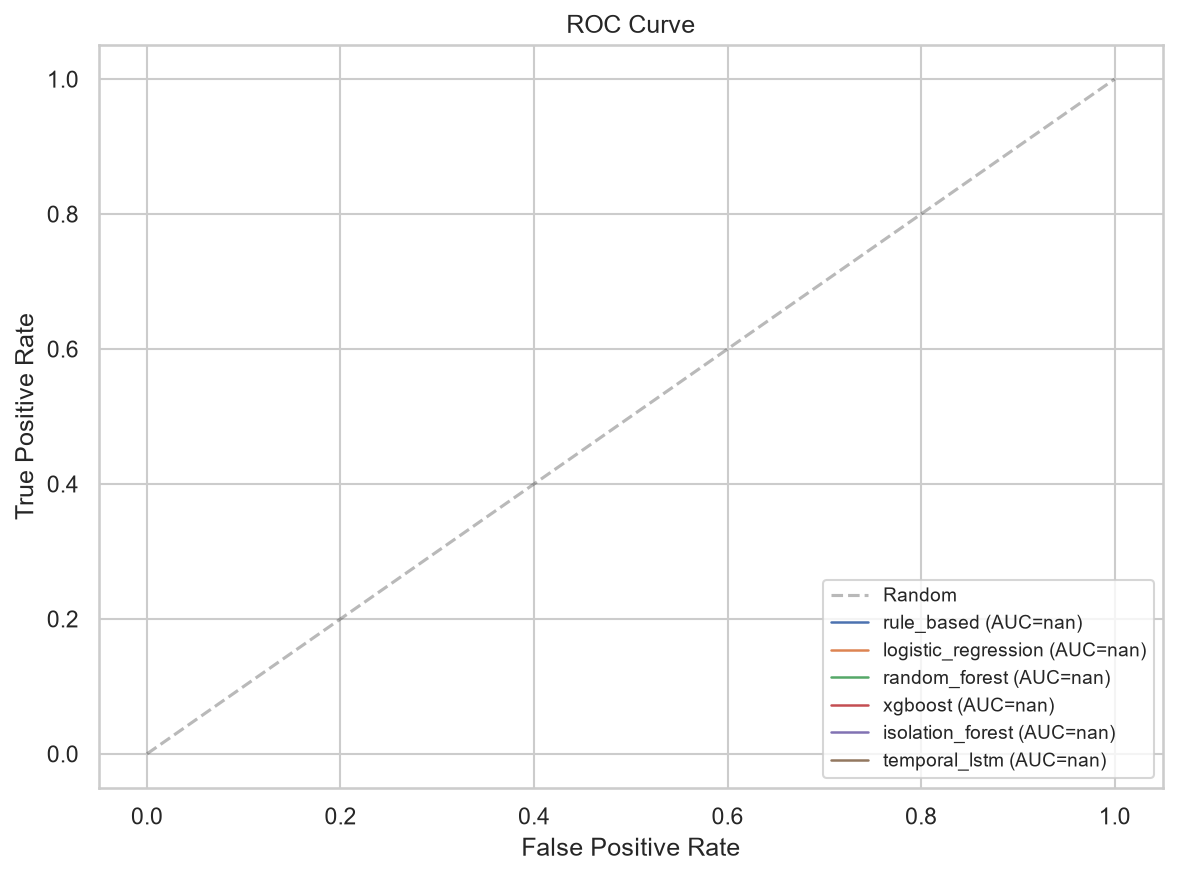 ROC Curve
True Positive Rate
1.0
0.8
0.6
0.4
0.2
0.0
Random
rule_based (AUC=nan)
logistic_regression (AUC=nan)
random_forest (AUC=nan)
xgboost (AUC=nan)
isolation_forest (AUC=nan)
temporal_lstm (AUC=nan)
0.0 0.2 0.4 0.6 0.8 1.0
False Positive Rate